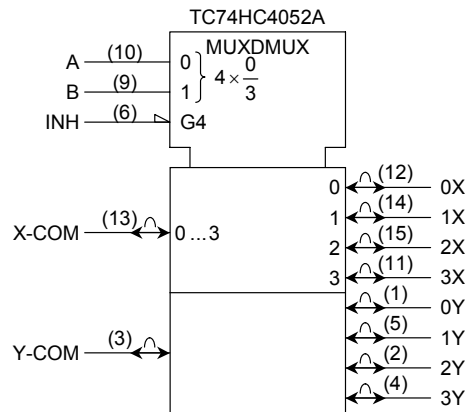 TC74HC4052A
MUXDMUX
A (10) 0
B (9) 1
} 4 × 0/3
INH (6) G4
X-COM (13) 0 ...3
0 (12) 0X
1 (14) 1X
2 (15) 2X
3 (11) 3X
(1) 0Y
(5) 1Y
Y-COM (3)
(2) 2Y
(4) 3Y